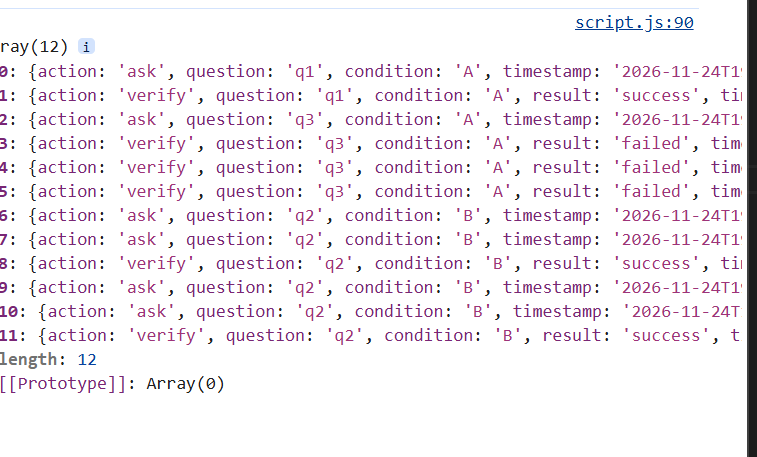 script.js:90
ray(12) i
0: {action: 'ask', question: 'q1', condition: 'A', timestamp: '2026-11-24T1
1: {action: 'verify', question: 'q1', condition: 'A', result: 'success', ti
2: {action: 'ask', question: 'q3', condition: 'A', timestamp: '2026-11-24T1
3: {action: 'verify', question: 'q3', condition: 'A', result: 'failed', tim
4: {action: 'verify', question: 'q3', condition: 'A', result: 'failed', tim
5: {action: 'verify', question: 'q3', condition: 'A', result: 'failed', tim
6: {action: 'ask', question: 'q2', condition: 'B', timestamp: '2026-11-24T1
7: {action: 'ask', question: 'q2', condition: 'B', timestamp: '2026-11-24T1
8: {action: 'verify', question: 'q2', condition: 'B', result: 'success', ti
9: {action: 'ask', question: 'q2', condition: 'B', timestamp: '2026-11-24T1
10: {action: 'ask', question: 'q2', condition: 'B', timestamp: '2026-11-24T
11: {action: 'verify', question: 'q2', condition: 'B', result: 'success', t
length: 12
[[Prototype]]: Array(0)